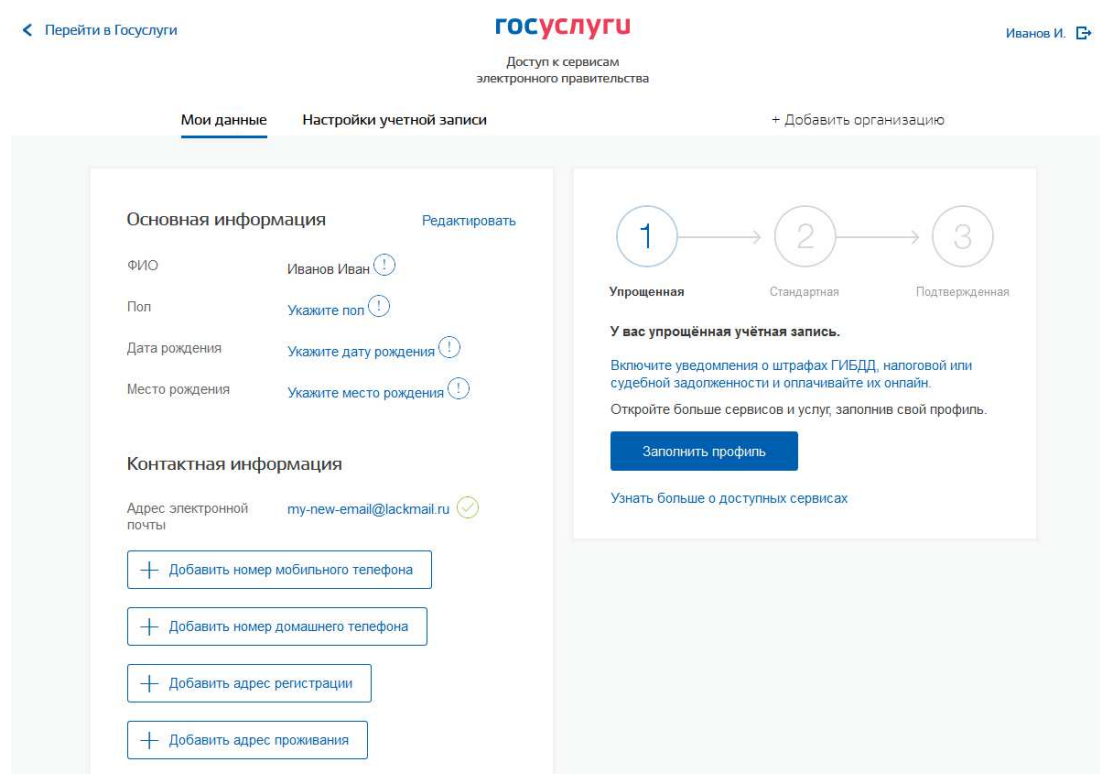 Перейти в Госуслуги
госуслуги
Иванов И.
Доступ к сервисам
электронного правительства
Мои данные
Настройки учетной записи
+ Добавить организацию
Основная информация
Редактировать
ФИО
Иванов Иван !
Пол
Укажите пол !
Дата рождения
Укажите дату рождения !
Место рождения
Укажите место рождения !
Контактная информация
Адрес электронной
почты
my-new-email@lackmail.ru
+ Добавить номер мобильного телефона
+ Добавить номер домашнего телефона
+ Добавить адрес регистрации
+ Добавить адрес проживания
1
2
3
Упрощенная
Стандартная
Подтвержденная
У вас упрощённая учётная запись.
Включите уведомления о штрафах ГИБДД, налоговой или
судебной задолженности и оплачивайте их онлайн.
Откройте больше сервисов и услуг, заполнив свой профиль.
Заполнить профиль
Узнать больше о доступных сервисах